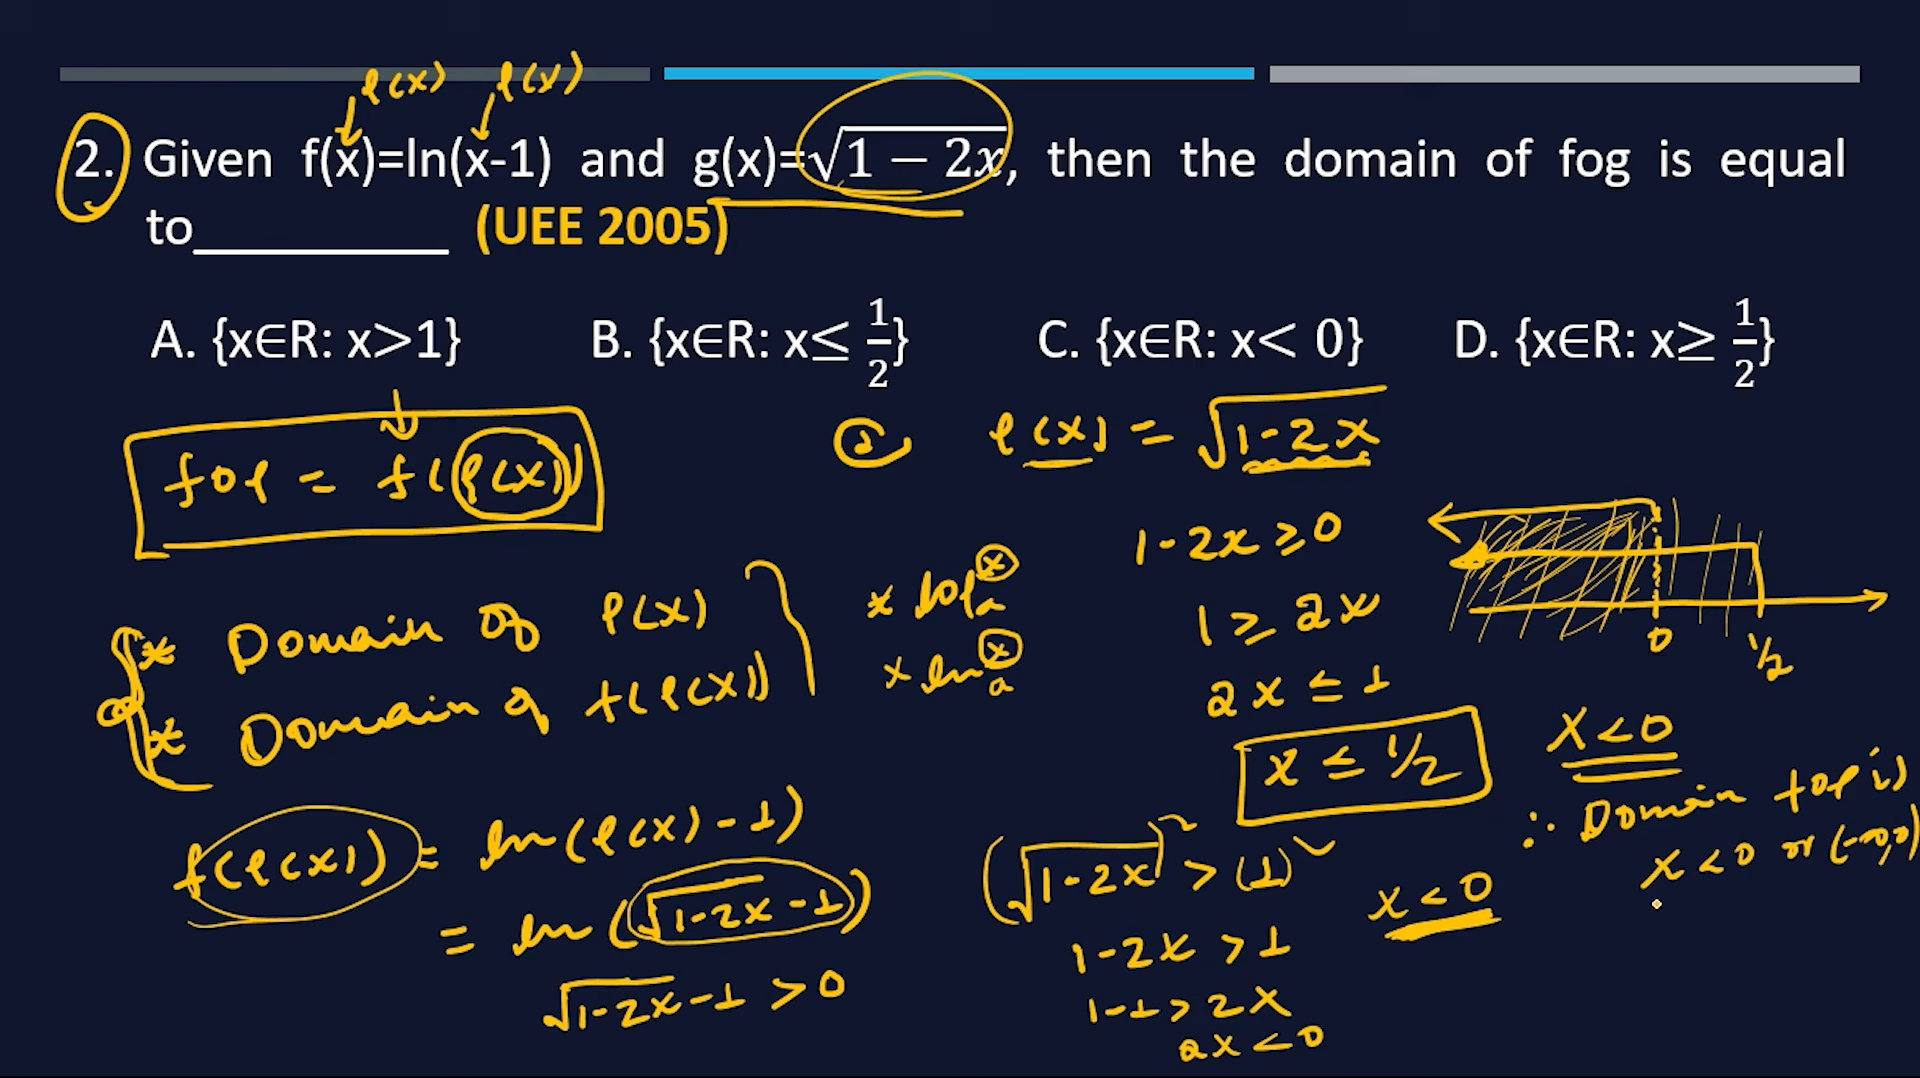 g(x) g(x)
2. Given f(x)=ln(x-1) and g(x)=√1 − 2x, then the domain of fog is equal
to__________ (UEE 2005)
A. {x∈R: x>1} B. {x∈R: x≤ 1/2} C. {x∈R: x< 0} D. {x∈R: x≥ 1/2}
fog = f(g(x))
* Domain of g(x)
* Domain of f(g(x))
* log x a
x ln x a
f(g(x)) = ln(g(x)-1)
= ln(√1-2x -1)
√1-2x -1 > 0
g(x) = √1-2x
1-2x ≥ 0
1 ≥ 2x
2x ≤ 1
x ≤ 1/2
(√1-2x)² > (1)²
1-2x > 1
1-1 > 2x
2x < 0
x < 0
0 1/2
x < 0
∴ Domain fog is
x < 0 or (-∞,0)